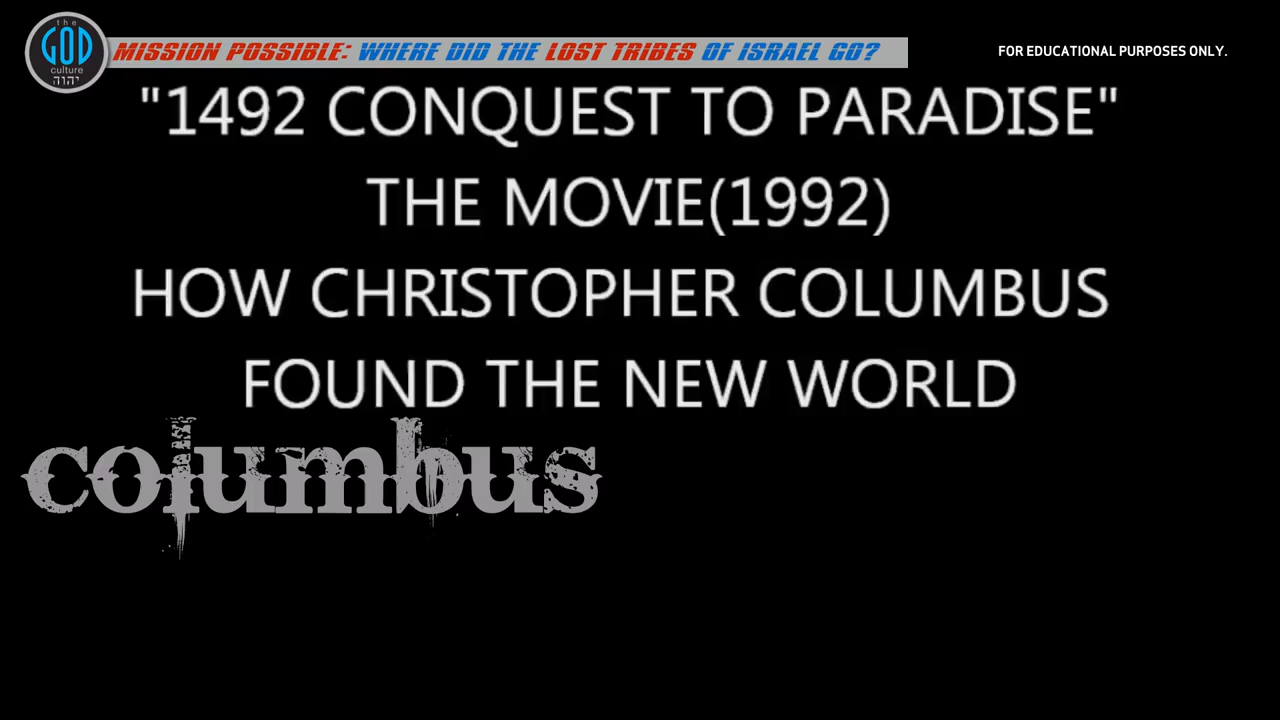 the
GOD
culture
יהוה
MISSION POSSIBLE: WHERE DID THE LOST TRIBES OF ISRAEL GO?
FOR EDUCATIONAL PURPOSES ONLY.
"1492 CONQUEST TO PARADISE"
THE MOVIE(1992)
HOW CHRISTOPHER COLUMBUS
FOUND THE NEW WORLD
columbus